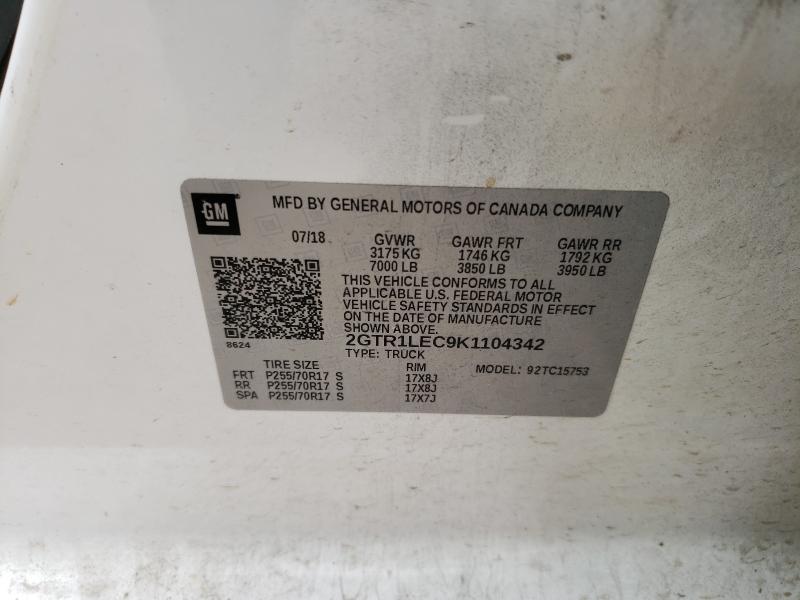 GM
MFD BY GENERAL MOTORS OF CANADA COMPANY
07/18 GVWR GAWR FRT GAWR RR
3175 KG 1746 KG 1792 KG
7000 LB 3850 LB 3950 LB
THIS VEHICLE CONFORMS TO ALL
APPLICABLE U.S. FEDERAL MOTOR
VEHICLE SAFETY STANDARDS IN EFFECT
ON THE DATE OF MANUFACTURE
SHOWN ABOVE.
8624 2GTR1LEC9K1104342
TYPE: TRUCK
TIRE SIZE RIM MODEL: 92TC15753
FRT P255/70R17 S 17X8J
RR P255/70R17 S 17X8J
SPA P255/70R17 S 17X7J